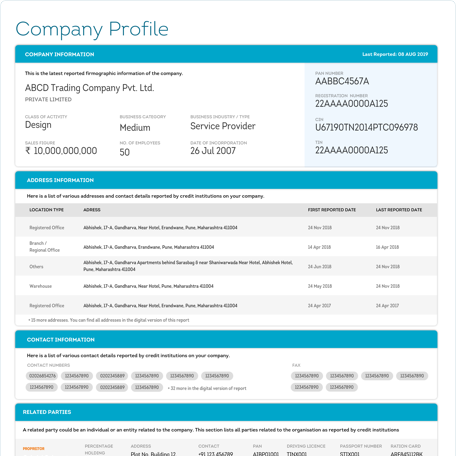 Company Profile
COMPANY INFORMATION Last Reported: 08 AUG 2019
This is the latest reported firmographic information of the company.
ABCD Trading Company Pvt. Ltd.
PRIVATE LIMITED
CLASS OF ACTIVITY BUSINESS CATEGORY BUSINESS INDUSTRY / TYPE
Design Medium Service Provider
SALES FIGURE NO. OF EMPLOYEES DATE OF INCORPORATION
₹ 10,000,000,000 50 26 Jul 2007
PAN NUMBER
AABBC4567A
REGISTRATION NUMBER
22AAAA0000A125
CIN
U67190TN2014PTC096978
TIN
22AAAA0000A125
ADDRESS INFORMATION
Here is a list of various addresses and contact details reported by credit institutions on your company.
LOCATION TYPE ADRESS FIRST REPORTED DATE LAST REPORTED DATE
Registered Office Abhishek, 17-A, Gandharva, Near Hotel, Erandwane, Pune, Maharashtra 411004 24 Nov 2018 24 Nov 2018
Branch /
Regional Office Abhishek, 17-A, Gandharva, Erandwane, Pune, Maharashtra 411004 14 Apr 2018 16 Apr 2018
Others Abhishek, 17-A, Gandharva Apartments behind Sarasbag 8 near Shaniwarwada Near Hotel, Abhishek Hotel,
Pune, Maharashtra 411004 24 Jun 2018 24 Nov 2018
Warehouse Abhishek, 17-A, Gandharva, Near Hotel, Pune, Maharashtra 411004 24 May 2018 24 Nov 2018
Registered Office Abhishek, 17-A, Gandharva, Near Hotel, Erandwane, Pune, Maharashtra 411004 24 Apr 2017 24 Apr 2017
more addresses. You can find all addresses in the digital version of this report
CONTACT INFORMATION
Here is a list of various contact details reported by credit institutions on your company.
CONTACT NUMBERS FAX
02026854276 1234567890 02002345689 1234567890 1234567890 1234567890 1234567890 1234567890 1234567890 1234567890
1234567890 1234567890 02002345689 1234567890 + 32 more in the digital version of report 1234567890 1234567890
RELATED PARTIES
A related party could be an individual or an entity related to the company. This section lists all parties related to the organisation as reported by credit institutions
PROPRIETOR PERCENTAGE HOLDING ADDRESS CONTACT PAN DRIVING LICENCE PASSPORT NUMBER RATION CARD
Plot No. Building 12 +91 123 456789 AJBPO1001 STIX001